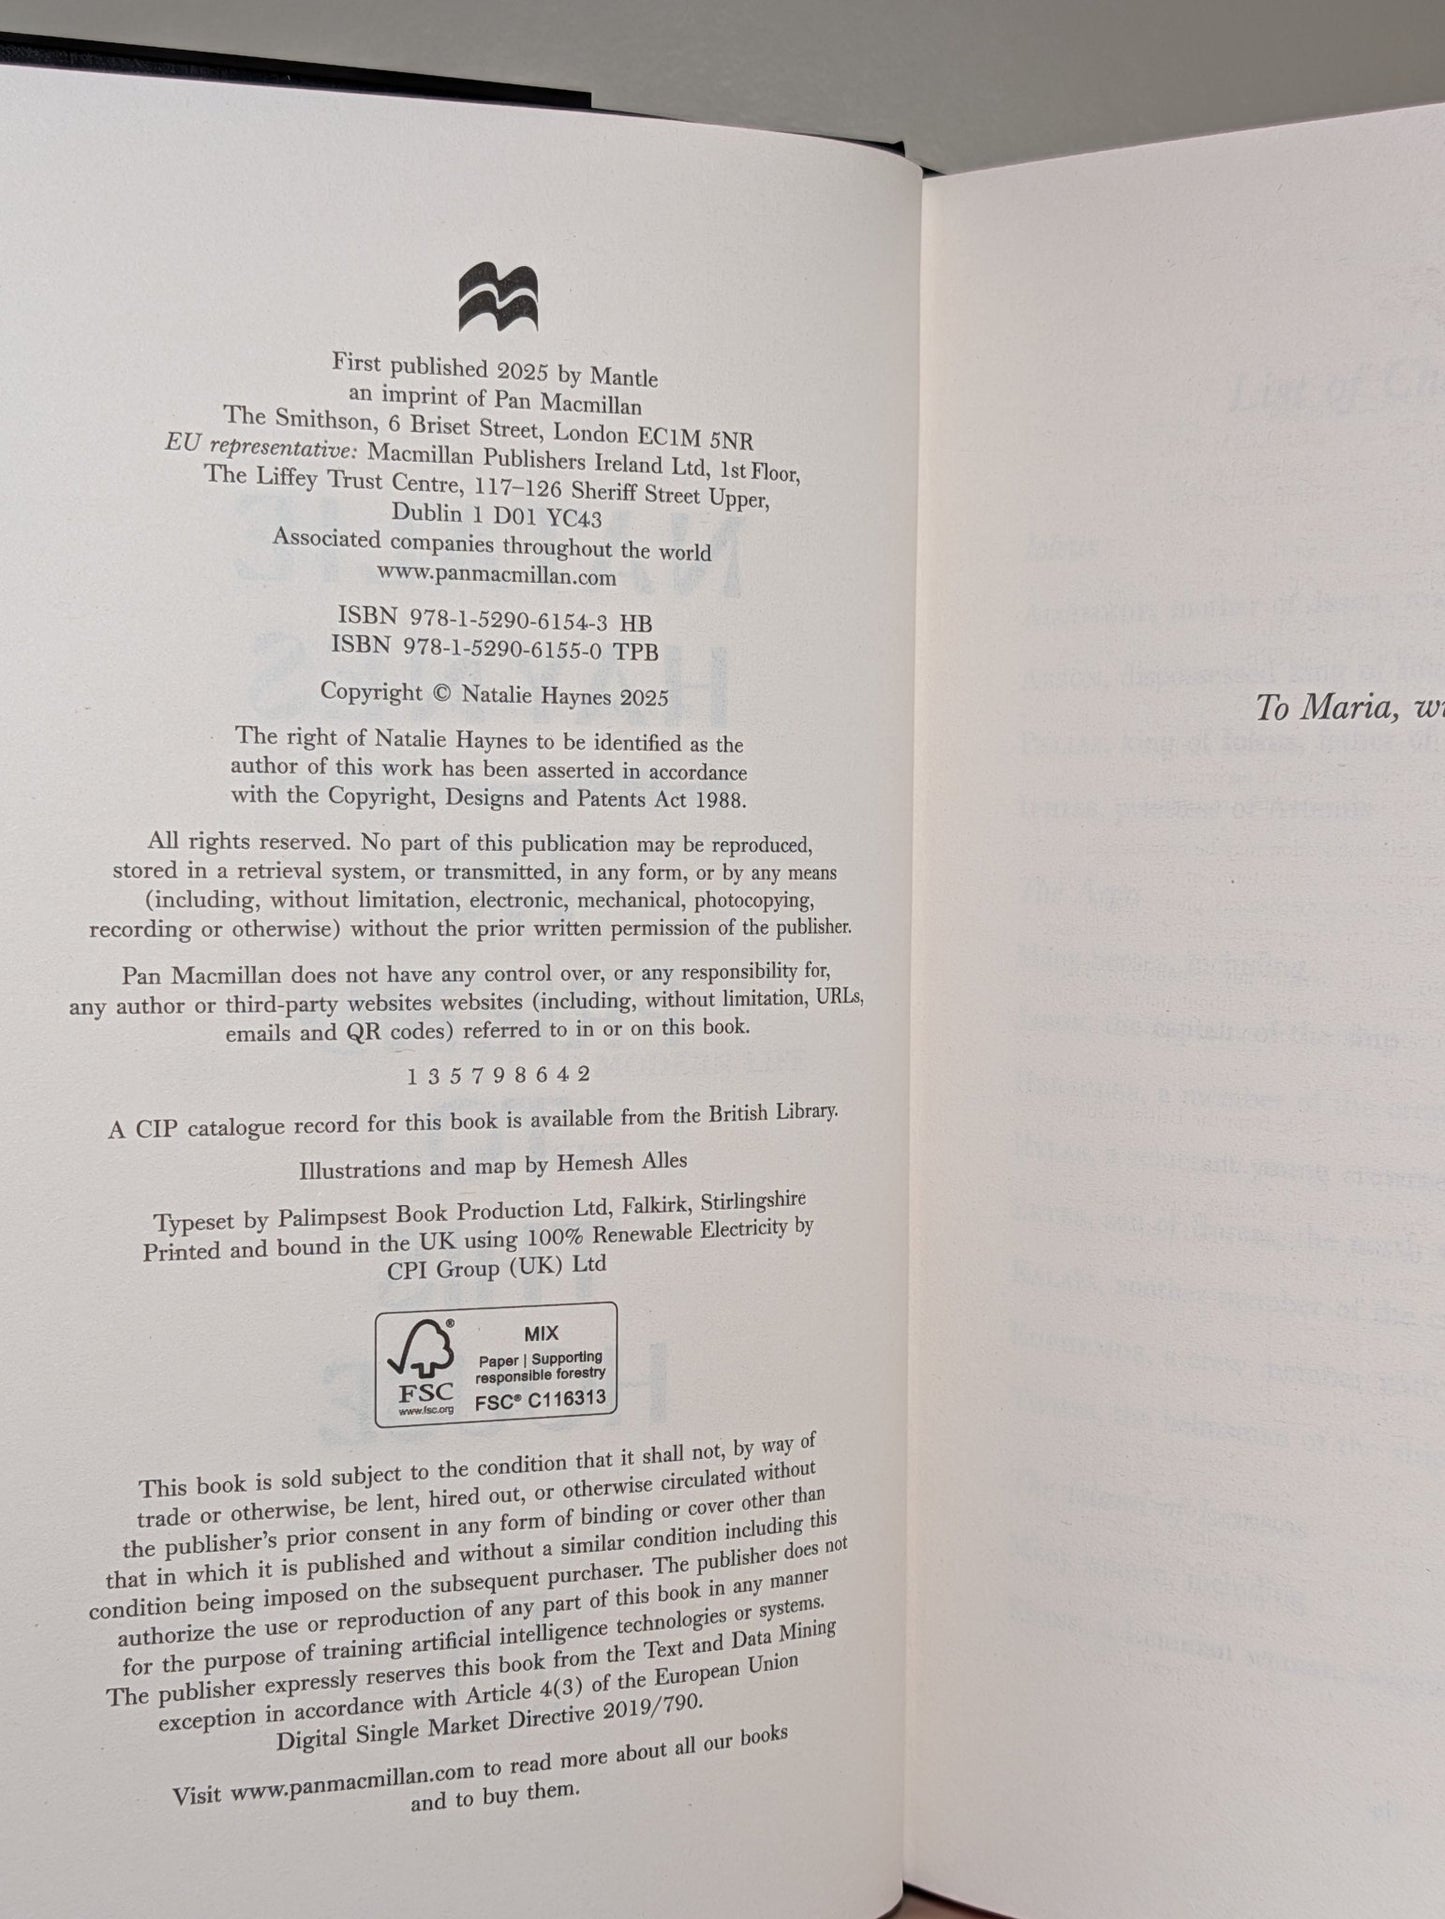 First published 2025 by Mantle
an imprint of Pan Macmillan
The Smithson, 6 Briset Street, London EC1M 5NR
EU representative: Macmillan Publishers Ireland Ltd, 1st Floor,
The Liffey Trust Centre, 117–126 Sheriff Street Upper,
Dublin 1 D01 YC43
Associated companies throughout the world
www.panmacmillan.com
ISBN 978-1-5290-6154-3 HB
ISBN 978-1-5290-6155-0 TPB
Copyright © Natalie Haynes 2025
The right of Natalie Haynes to be identified as the
author of this work has been asserted in accordance
with the Copyright, Designs and Patents Act 1988.
All rights reserved. No part of this publication may be reproduced,
stored in a retrieval system, or transmitted, in any form, or by any means
(including, without limitation, electronic, mechanical, photocopying,
recording or otherwise) without the prior written permission of the publisher.
Pan Macmillan does not have any control over, or any responsibility for,
any author or third-party websites websites (including, without limitation, URLs,
emails and QR codes) referred to in or on this book.
1 3 5 7 9 8 6 4 2
A CIP catalogue record for this book is available from the British Library.
Illustrations and map by Hemesh Alles
Typeset by Palimpsest Book Production Ltd, Falkirk, Stirlingshire
Printed and bound in the UK using 100% Renewable Electricity by
CPI Group (UK) Ltd
FSC
www.fsc.org
MIX
Paper | Supporting
responsible forestry
FSC® C116313
This book is sold subject to the condition that it shall not, by way of
trade or otherwise, be lent, hired out, or otherwise circulated without
the publisher's prior consent in any form of binding or cover other than
that in which it is published and without a similar condition including this
condition being imposed on the subsequent purchaser. The publisher does not
authorize the use or reproduction of any part of this book in any manner
for the purpose of training artificial intelligence technologies or systems.
The publisher expressly reserves this book from the Text and Data Mining
exception in accordance with Article 4(3) of the European Union
Digital Single Market Directive 2019/790.
Visit www.panmacmillan.com to read more about all our books
and to buy them.
To Maria,